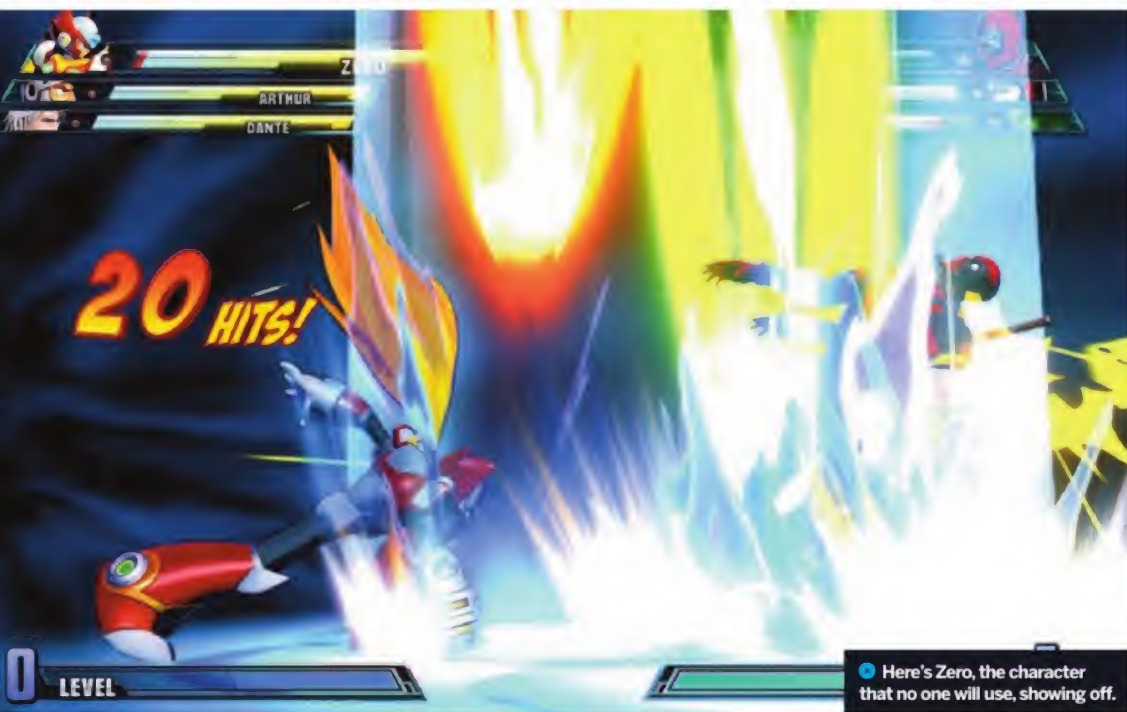 ZERO
ARTHUR
DANTE
20 HITS!
0 LEVEL
Here's Zero, the character
that no one will use, showing off.